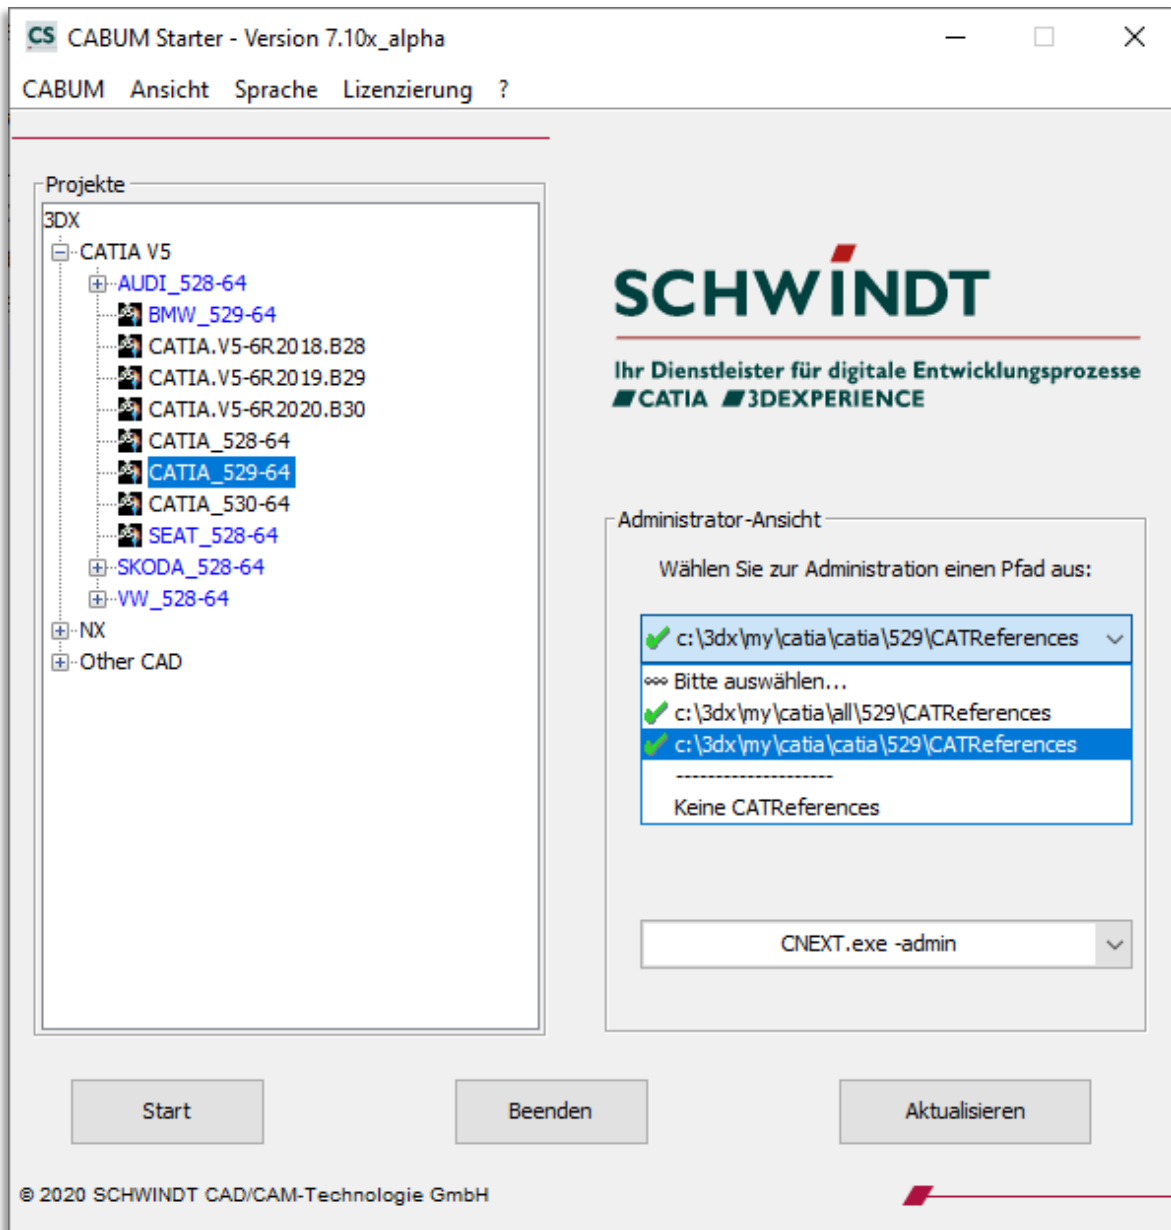 CS CABUM Starter - Version 7.10x_alpha
CABUM Ansicht Sprache Lizenzierung ?
Projekte
3DX
CATIA V5
AUDI_528-64
BMW_529-64
CATIA.V5-6R2018.B28
CATIA.V5-6R2019.B29
CATIA.V5-6R2020.B30
CATIA_528-64
CATIA_529-64
CATIA_530-64
SEAT_528-64
SKODA_528-64
VW_528-64
NX
Other CAD
SCHWINDT
Ihr Dienstleister für digitale Entwicklungsprozesse
CATIA 3DEXPERIENCE
Administrator-Ansicht
Wählen Sie zur Administration einen Pfad aus:
c:\3dx\my\catia\catia\529\CATReferences
Bitte auswählen...
c:\3dx\my\catia\all\529\CATReferences
c:\3dx\my\catia\catia\529\CATReferences
--------------------
Keine CATReferences
CNEXT.exe -admin
Start Beenden Aktualisieren
© 2020 SCHWINDT CAD/CAM-Technologie GmbH